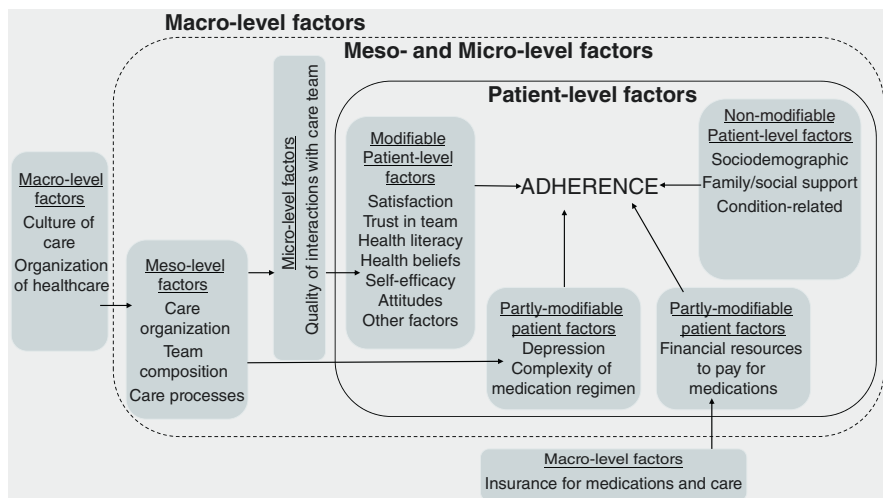 Macro-level factors
Meso- and Micro-level factors
Patient-level factors
Macro-level
factors
Culture of
care
Organization
of healthcare
Meso-level
factors
Care
organization
Team
composition
Care processes
Micro-level factors
Quality of interactions with care team
Modifiable
Patient-level
factors
Satisfaction
Trust in team
Health literacy
Health beliefs
Self-efficacy
Attitudes
Other factors
ADHERENCE
Non-modifiable
Patient-level factors
Sociodemographic
Family/social support
Condition-related
Partly-modifiable
patient factors
Depression
Complexity of
medication regimen
Partly-modifiable
patient factors
Financial resources
to pay for
medications
Macro-level factors
Insurance for medications and care